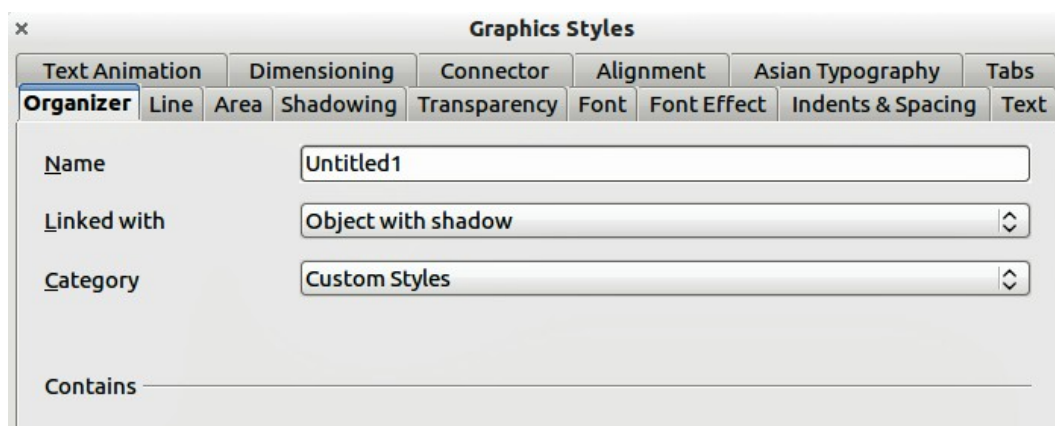 Graphics Styles
Text Animation Dimensioning Connector Alignment Asian Typography Tabs
Organizer Line Area Shadowing Transparency Font Font Effect Indents & Spacing Text
Name Untitled1
Linked with Object with shadow
Category Custom Styles
Contains